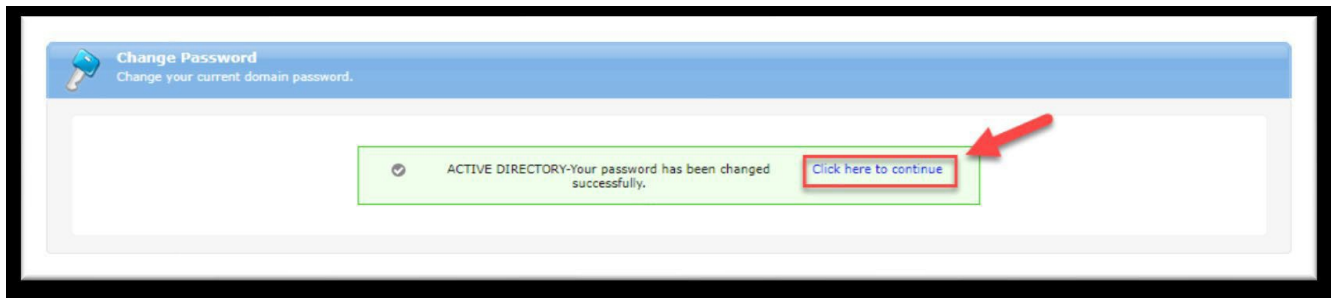 Change Password
Change your current domain password.
ACTIVE DIRECTORY-Your password has been changed
successfully.
Click here to continue